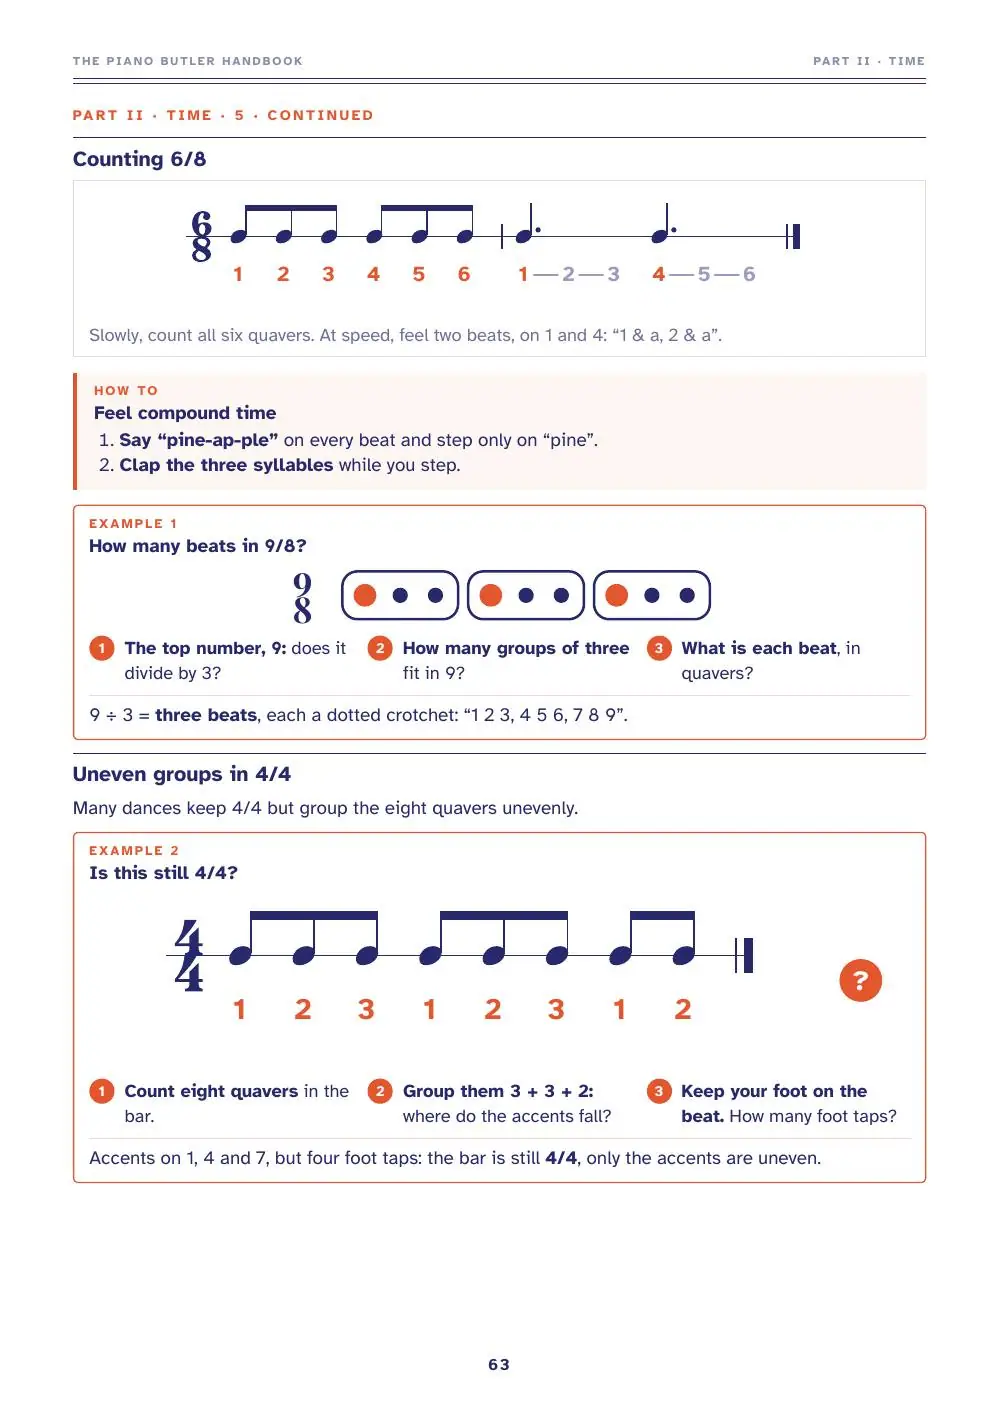 THE PIANO BUTLER HANDBOOK
PART II · TIME
PART II · TIME · 5 · CONTINUED
Counting 6/8
6
8
1 2 3 4 5 6 1 — 2 — 3 4 — 5 — 6
Slowly, count all six quavers. At speed, feel two beats, on 1 and 4: “1 & a, 2 & a”.
HOW TO
Feel compound time
1. Say “pine-ap-ple” on every beat and step only on “pine”.
2. Clap the three syllables while you step.
EXAMPLE 1
How many beats in 9/8?
9
8
1 The top number, 9: does it
divide by 3?
2 How many groups of three
fit in 9?
3 What is each beat, in
quavers?
9 ÷ 3 = three beats, each a dotted crotchet: “1 2 3, 4 5 6, 7 8 9”.
Uneven groups in 4/4
Many dances keep 4/4 but group the eight quavers unevenly.
EXAMPLE 2
Is this still 4/4?
4
4
?
1 2 3 1 2 3 1 2
1 Count eight quavers in the
bar.
2 Group them 3 + 3 + 2:
where do the accents fall?
3 Keep your foot on the
beat. How many foot taps?
Accents on 1, 4 and 7, but four foot taps: the bar is still 4/4, only the accents are uneven.
63